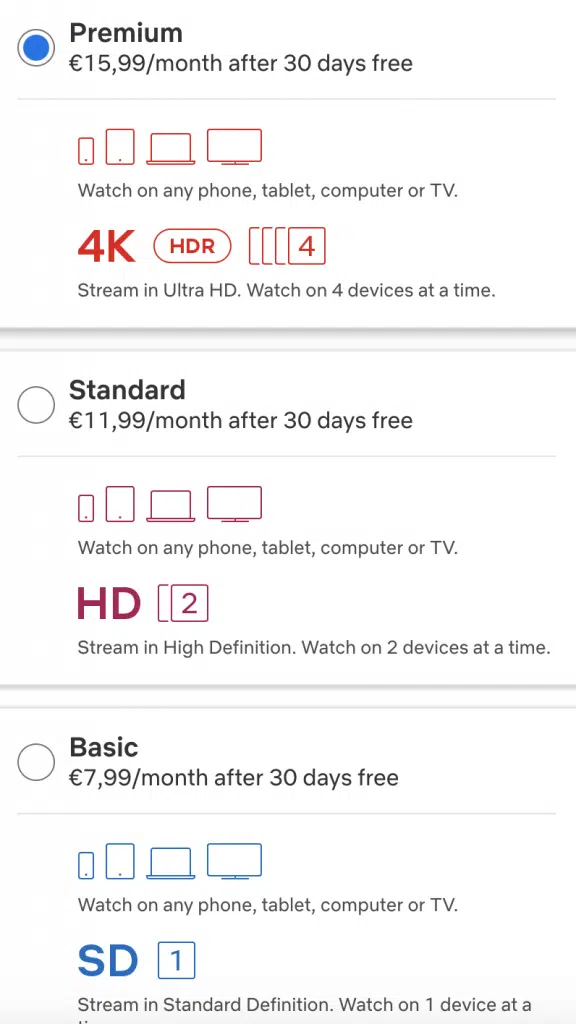 Premium
€15,99/month after 30 days free
Watch on any phone, tablet, computer or TV.
4K HDR 4
Stream in Ultra HD. Watch on 4 devices at a time.
Standard
€11,99/month after 30 days free
Watch on any phone, tablet, computer or TV.
HD 2
Stream in High Definition. Watch on 2 devices at a time.
Basic
€7,99/month after 30 days free
Watch on any phone, tablet, computer or TV.
SD 1
Stream in Standard Definition. Watch on 1 device at a